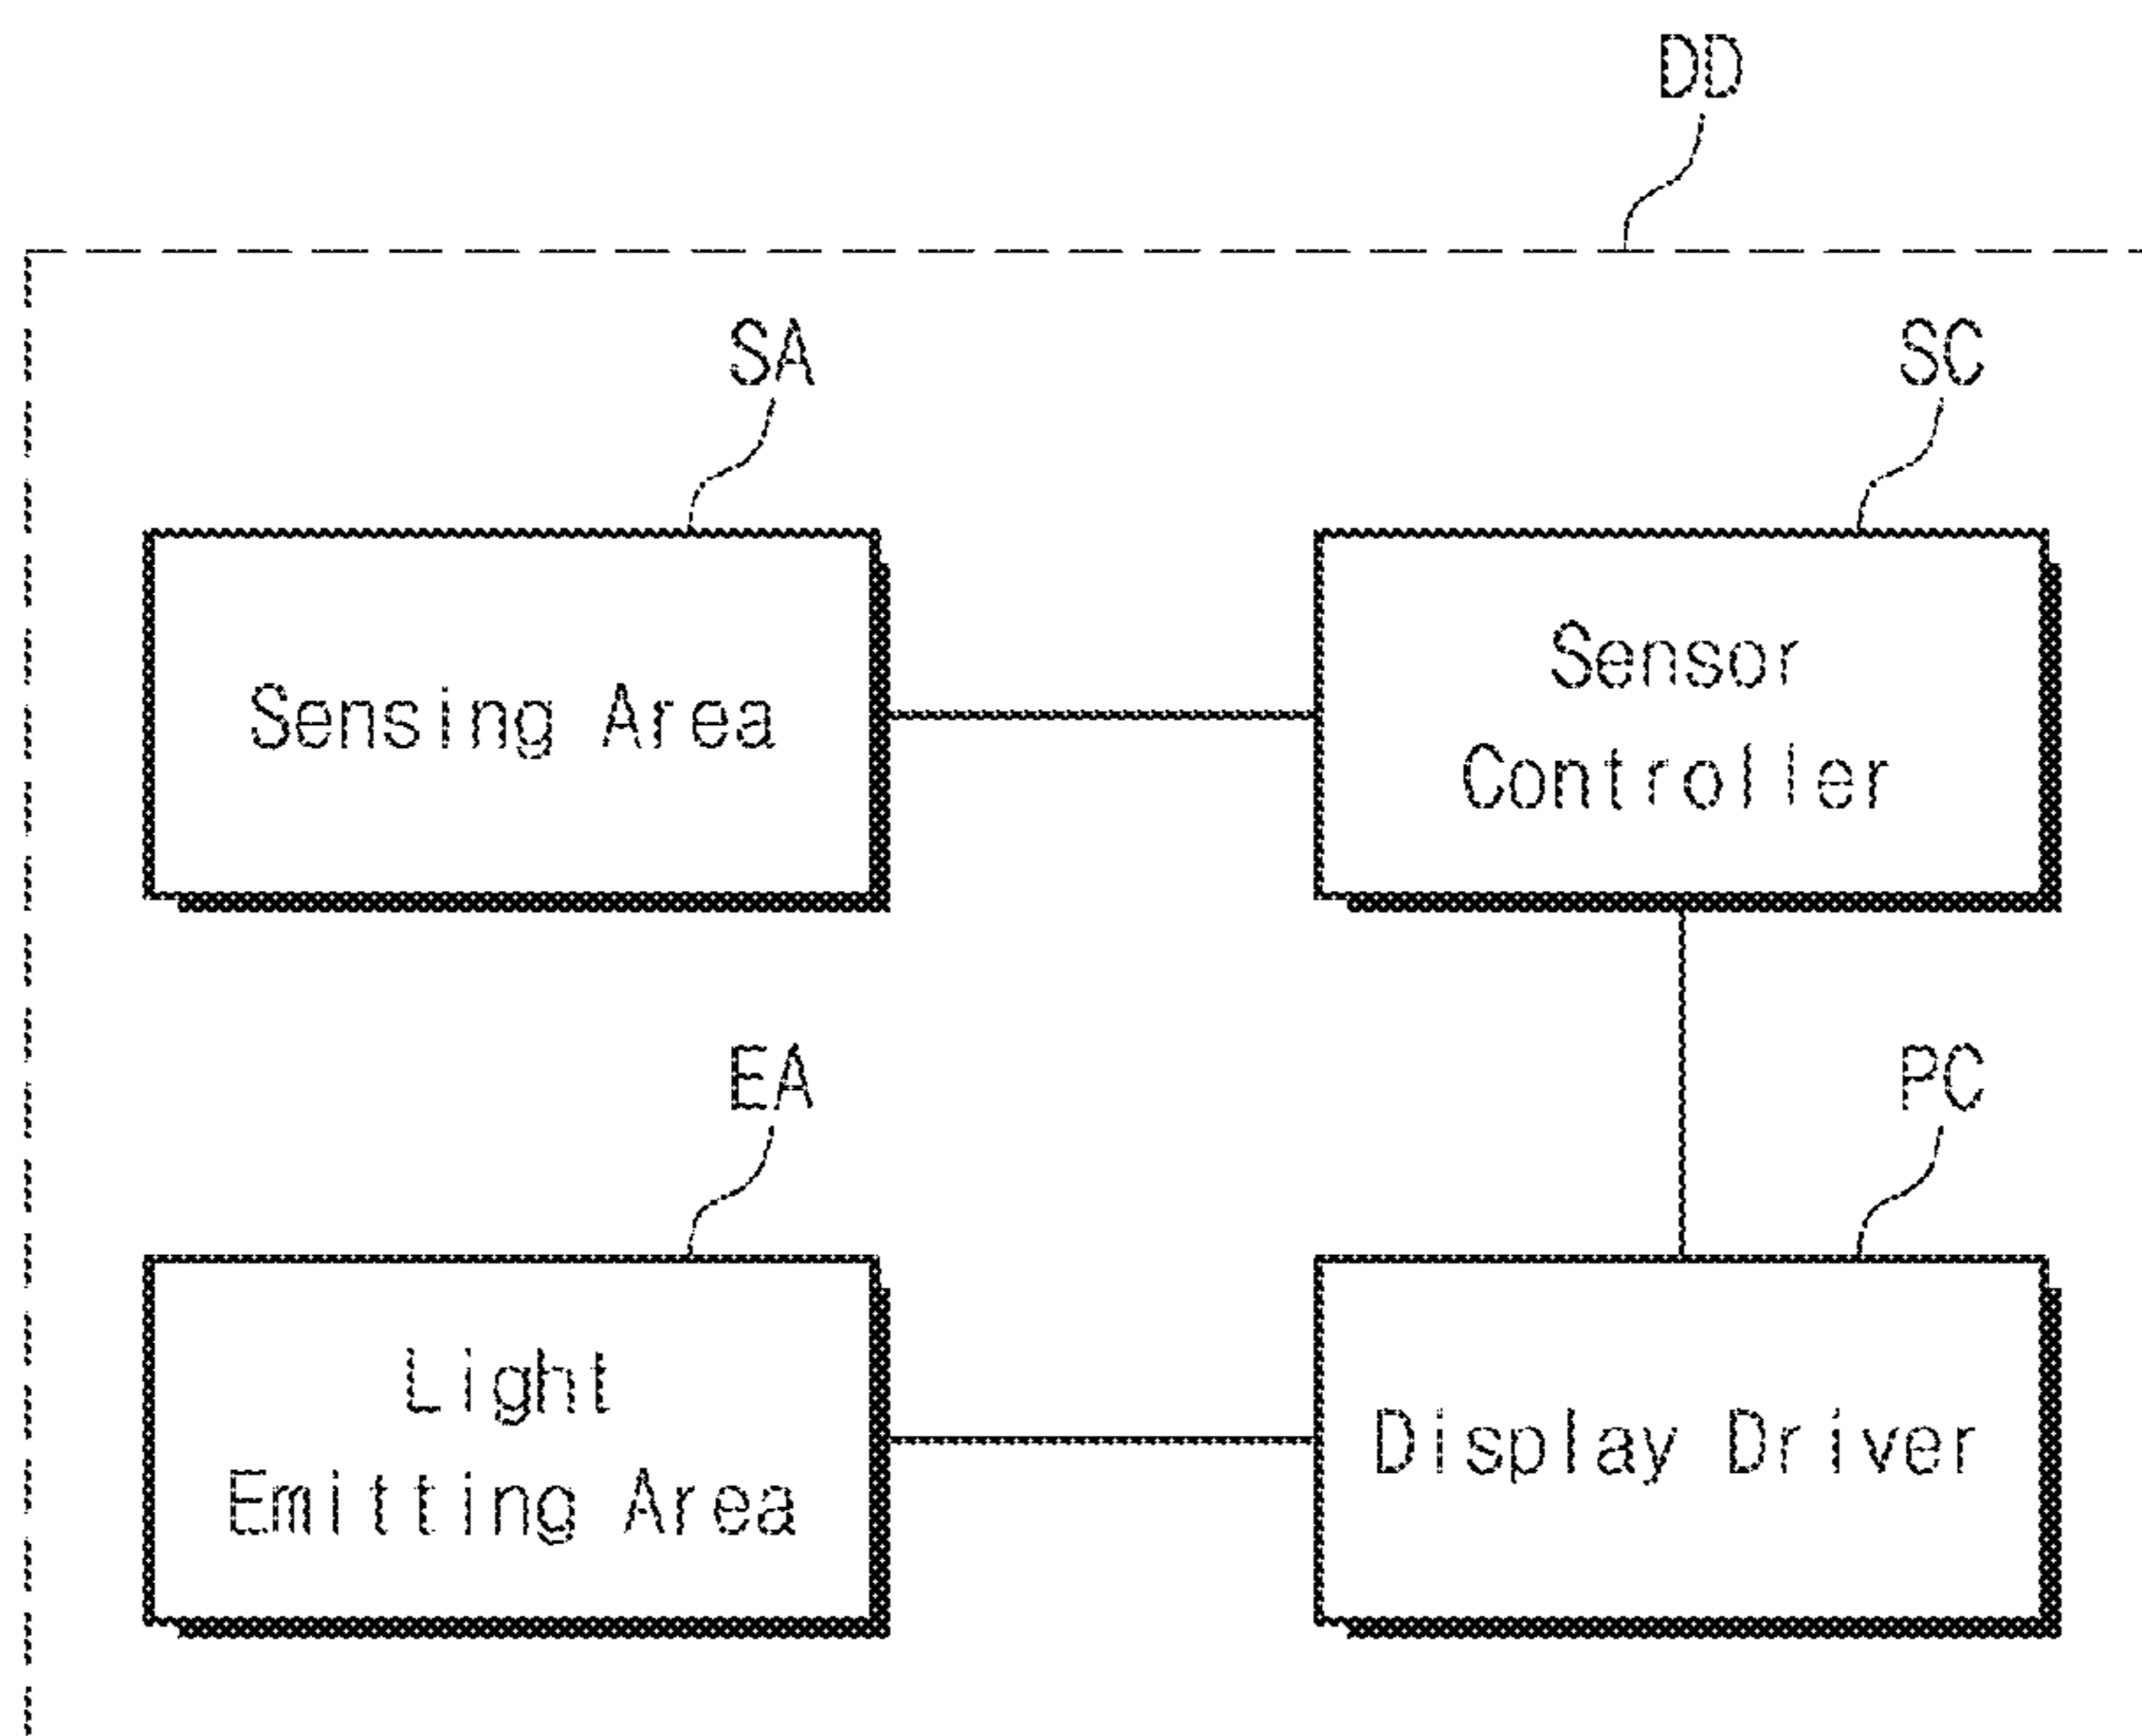 DD
SA
SC
Sensing Area
Sensor
Controller
EA
PC
Light
Emitting Area
Display Driver